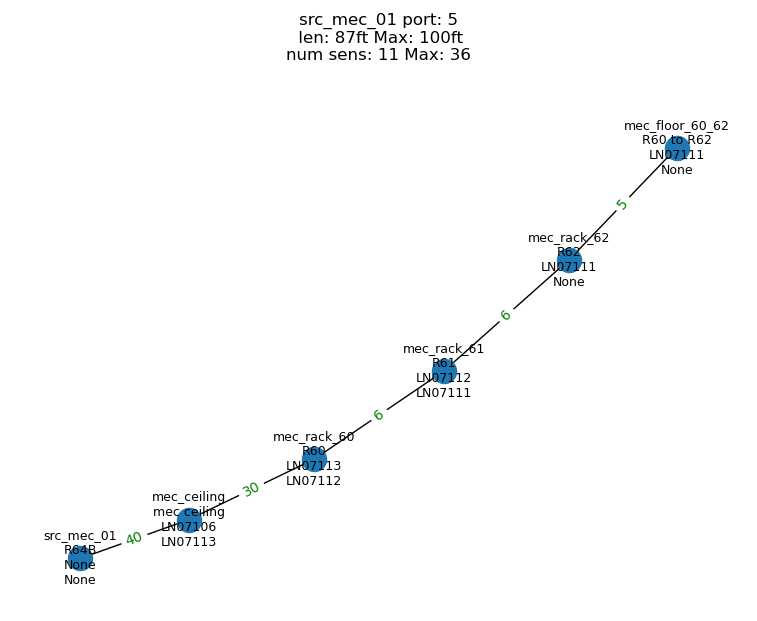 src_mec_01 port: 5
len: 87ft Max: 100ft
num sens: 11 Max: 36
mec_floor_60_62
R60 to R62
LN07111
None
5
mec_rack_62
R62
LN07111
None
6
mec_rack_61
R61
LN07112
LN07111
6
mec_rack_60
R60
LN07113
LN07112
30
mec_ceiling
mec ceiling
LN07106
LN07113
40
src_mec_01
R64B
None
None